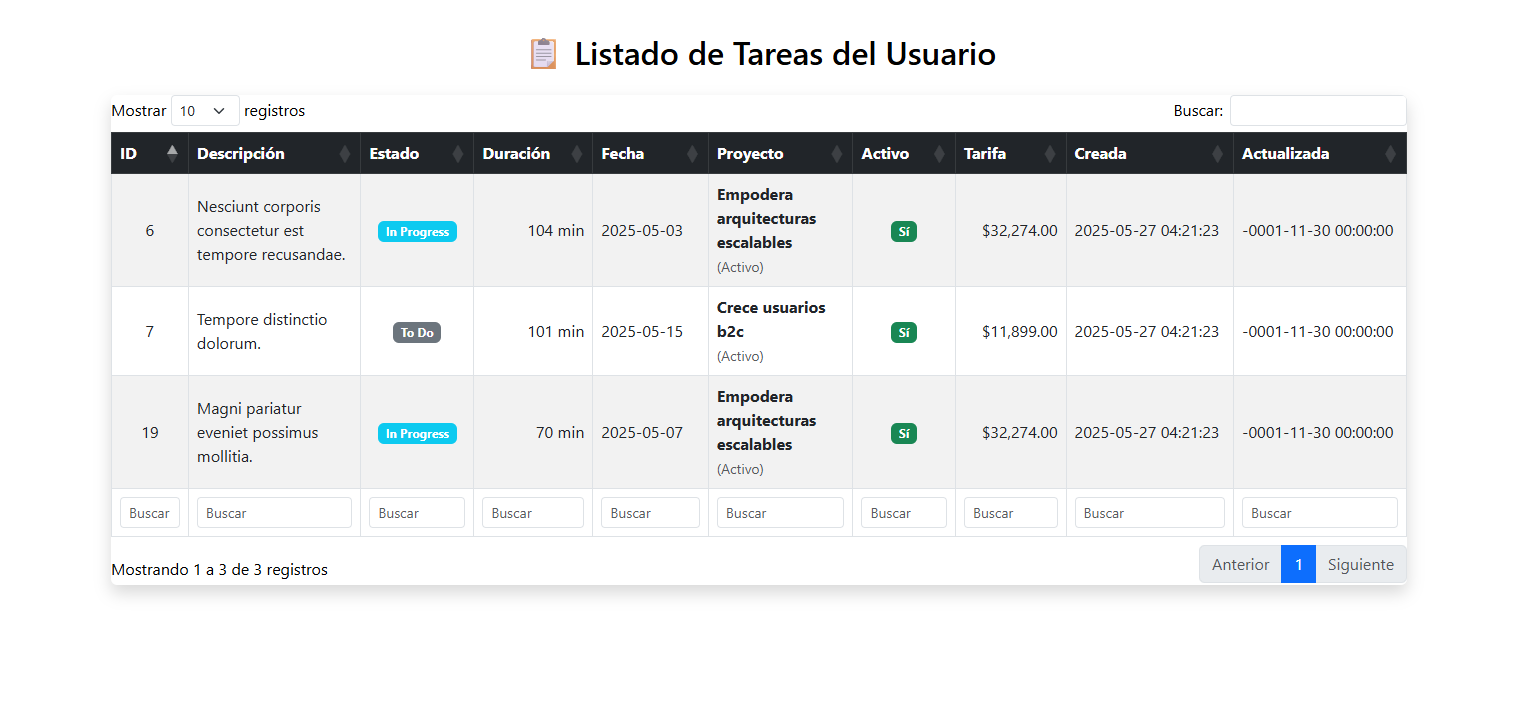 Listado de Tareas del Usuario
Mostrar 10 registros
Buscar:
ID Descripción Estado Duración Fecha Proyecto Activo Tarifa Creada Actualizada
6 Nesciunt corporis consectetur est tempore recusandae. In Progress 104 min 2025-05-03 Empodera arquitecturas escalables (Activo) Sí $32,274.00 2025-05-27 04:21:23 -0001-11-30 00:00:00
7 Tempore distinctio dolorum. To Do 101 min 2025-05-15 Crece usuarios b2c (Activo) Sí $11,899.00 2025-05-27 04:21:23 -0001-11-30 00:00:00
19 Magni pariatur eveniet possimus mollitia. In Progress 70 min 2025-05-07 Empodera arquitecturas escalables (Activo) Sí $32,274.00 2025-05-27 04:21:23 -0001-11-30 00:00:00
Buscar Buscar Buscar Buscar Buscar Buscar Buscar Buscar Buscar Buscar
Mostrando 1 a 3 de 3 registros
Anterior 1 Siguiente